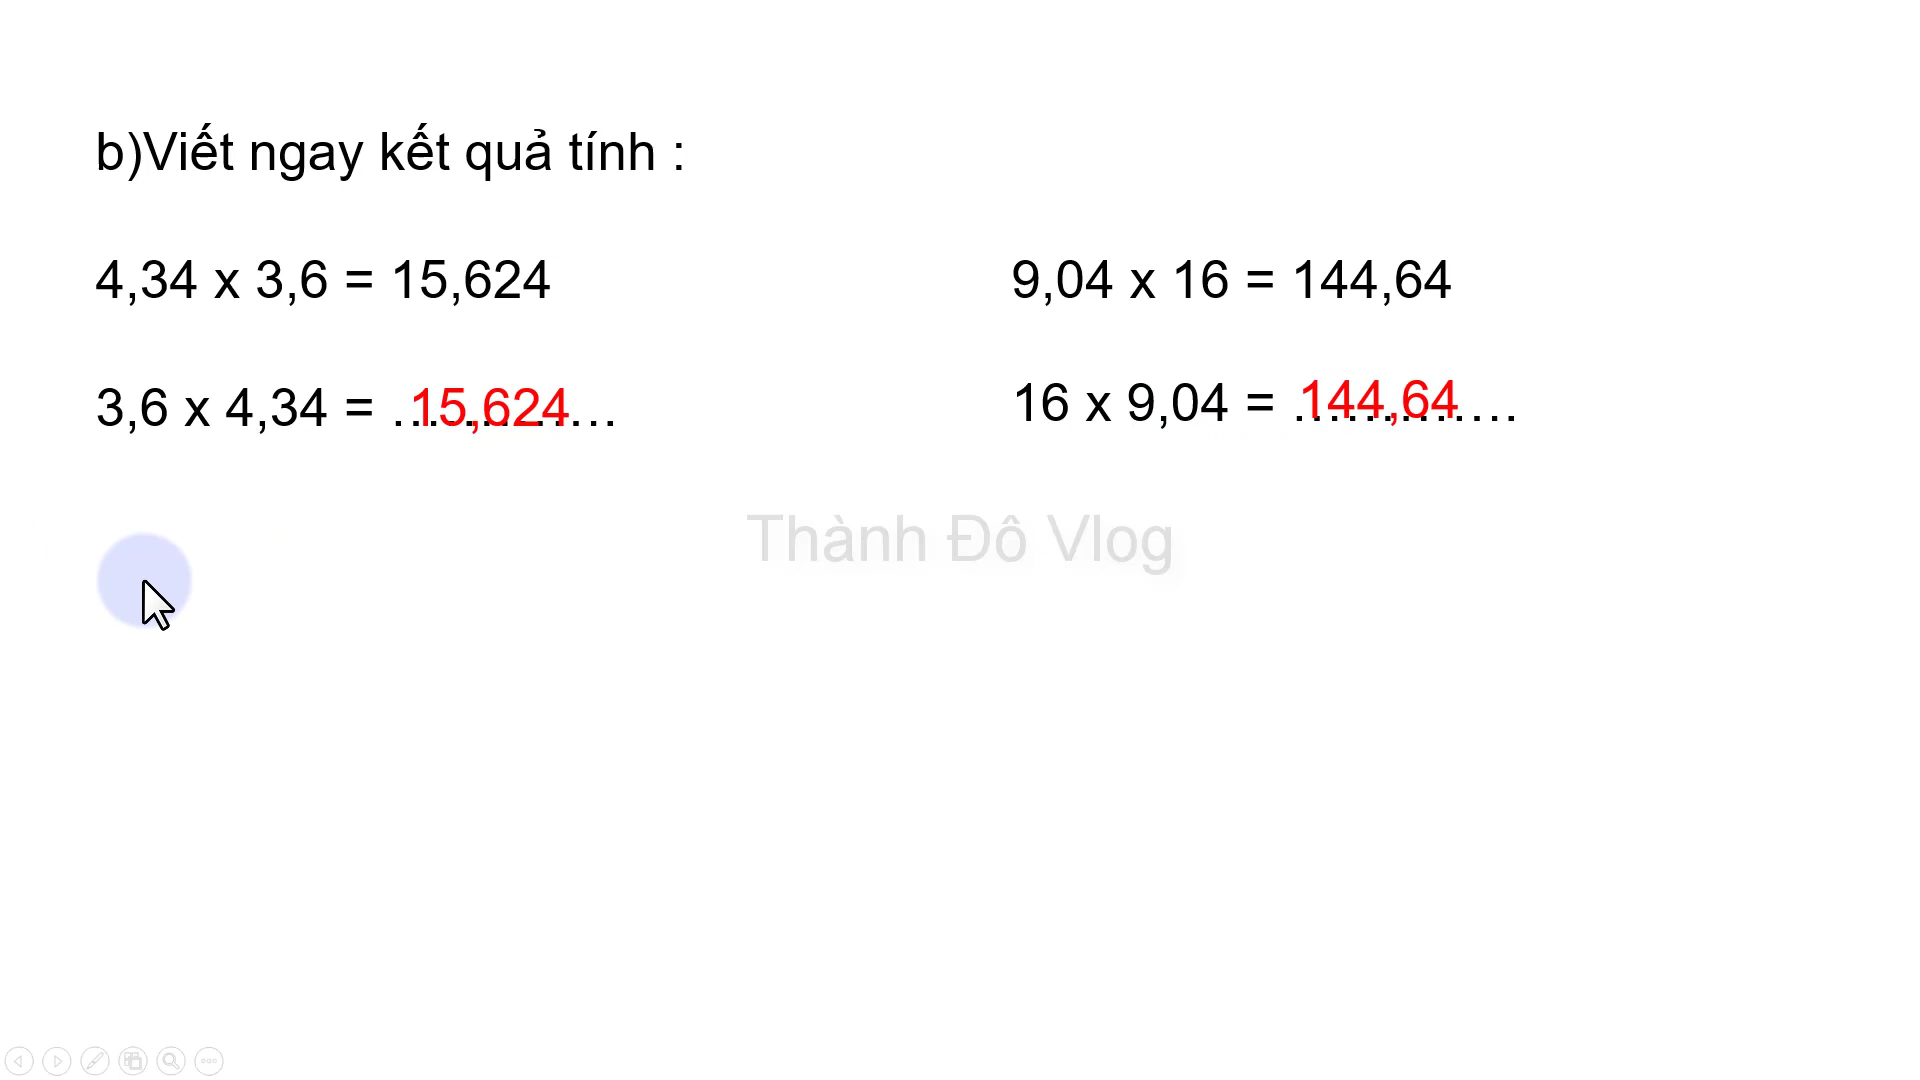 b)Viết ngay kết quả tính :
4,34 x 3,6 = 15,624
9,04 x 16 = 144,64
3,6 x 4,34 = 15,624
16 x 9,04 = 144,64
Thành Đô Vlog